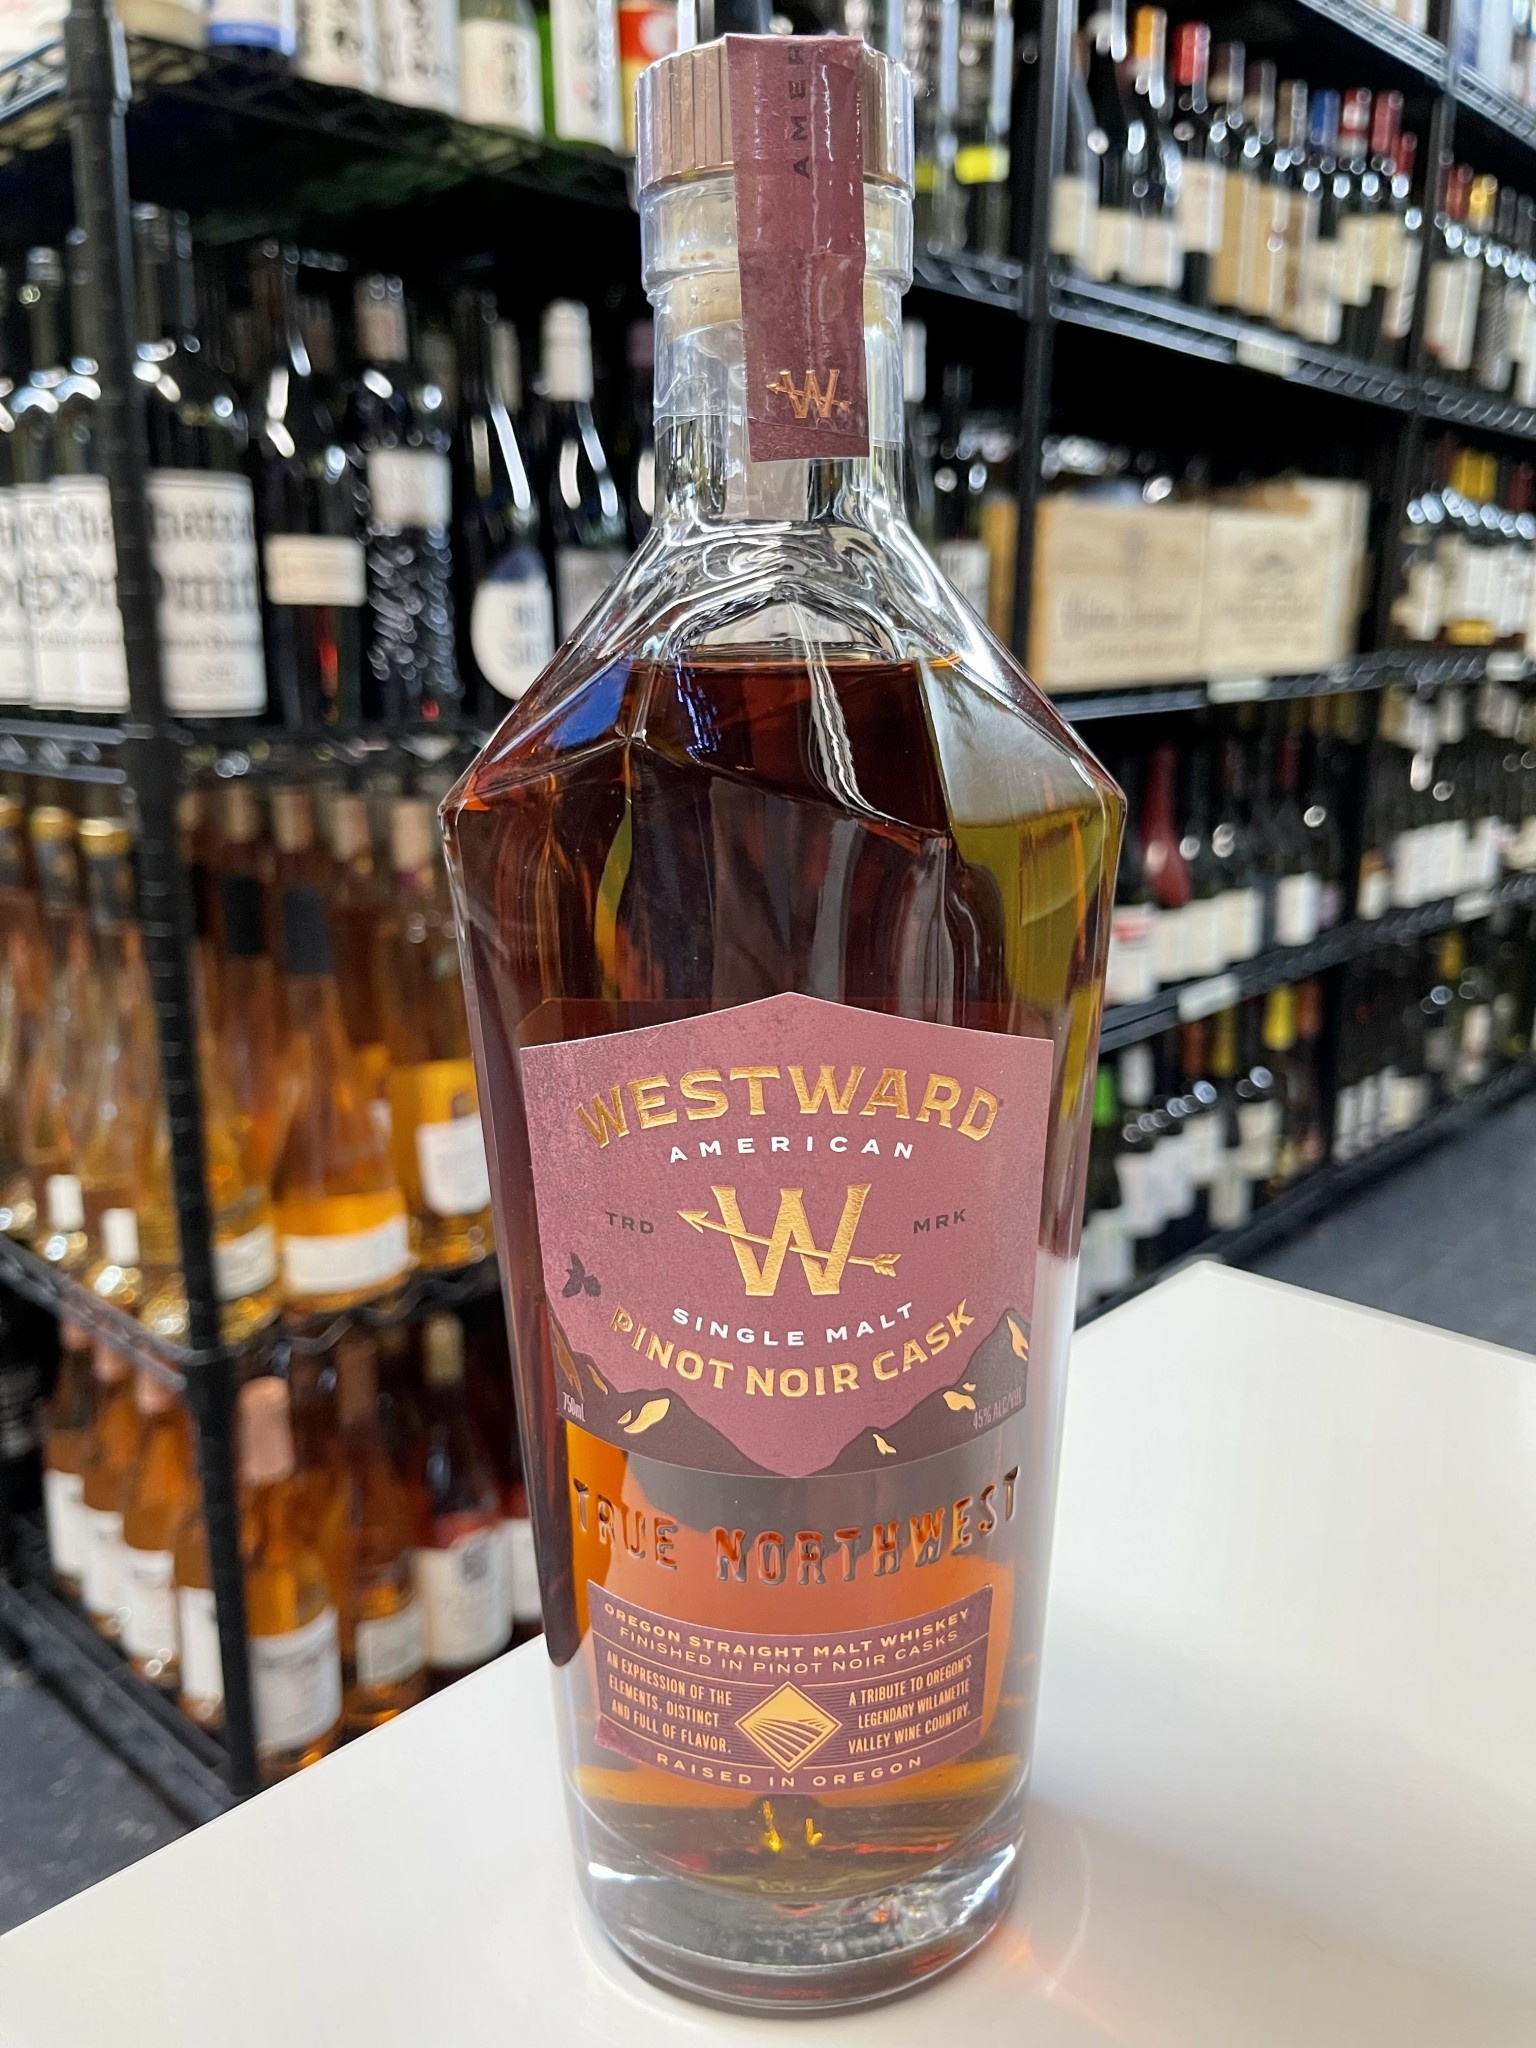 AMER
W
WESTWARD
AMERICAN
TRD W MRK
SINGLE MALT
PINOT NOIR CASK
750mL 45% ALC/VOL
TRUE NORTHWEST
OREGON STRAIGHT MALT WHISKEY
FINISHED IN PINOT NOIR CASKS
AN EXPRESSION OF THE
ELEMENTS, DISTINCT
AND FULL OF FLAVOR.
A TRIBUTE TO OREGON'S
LEGENDARY WILLAMETTE
VALLEY WINE COUNTRY.
RAISED IN OREGON